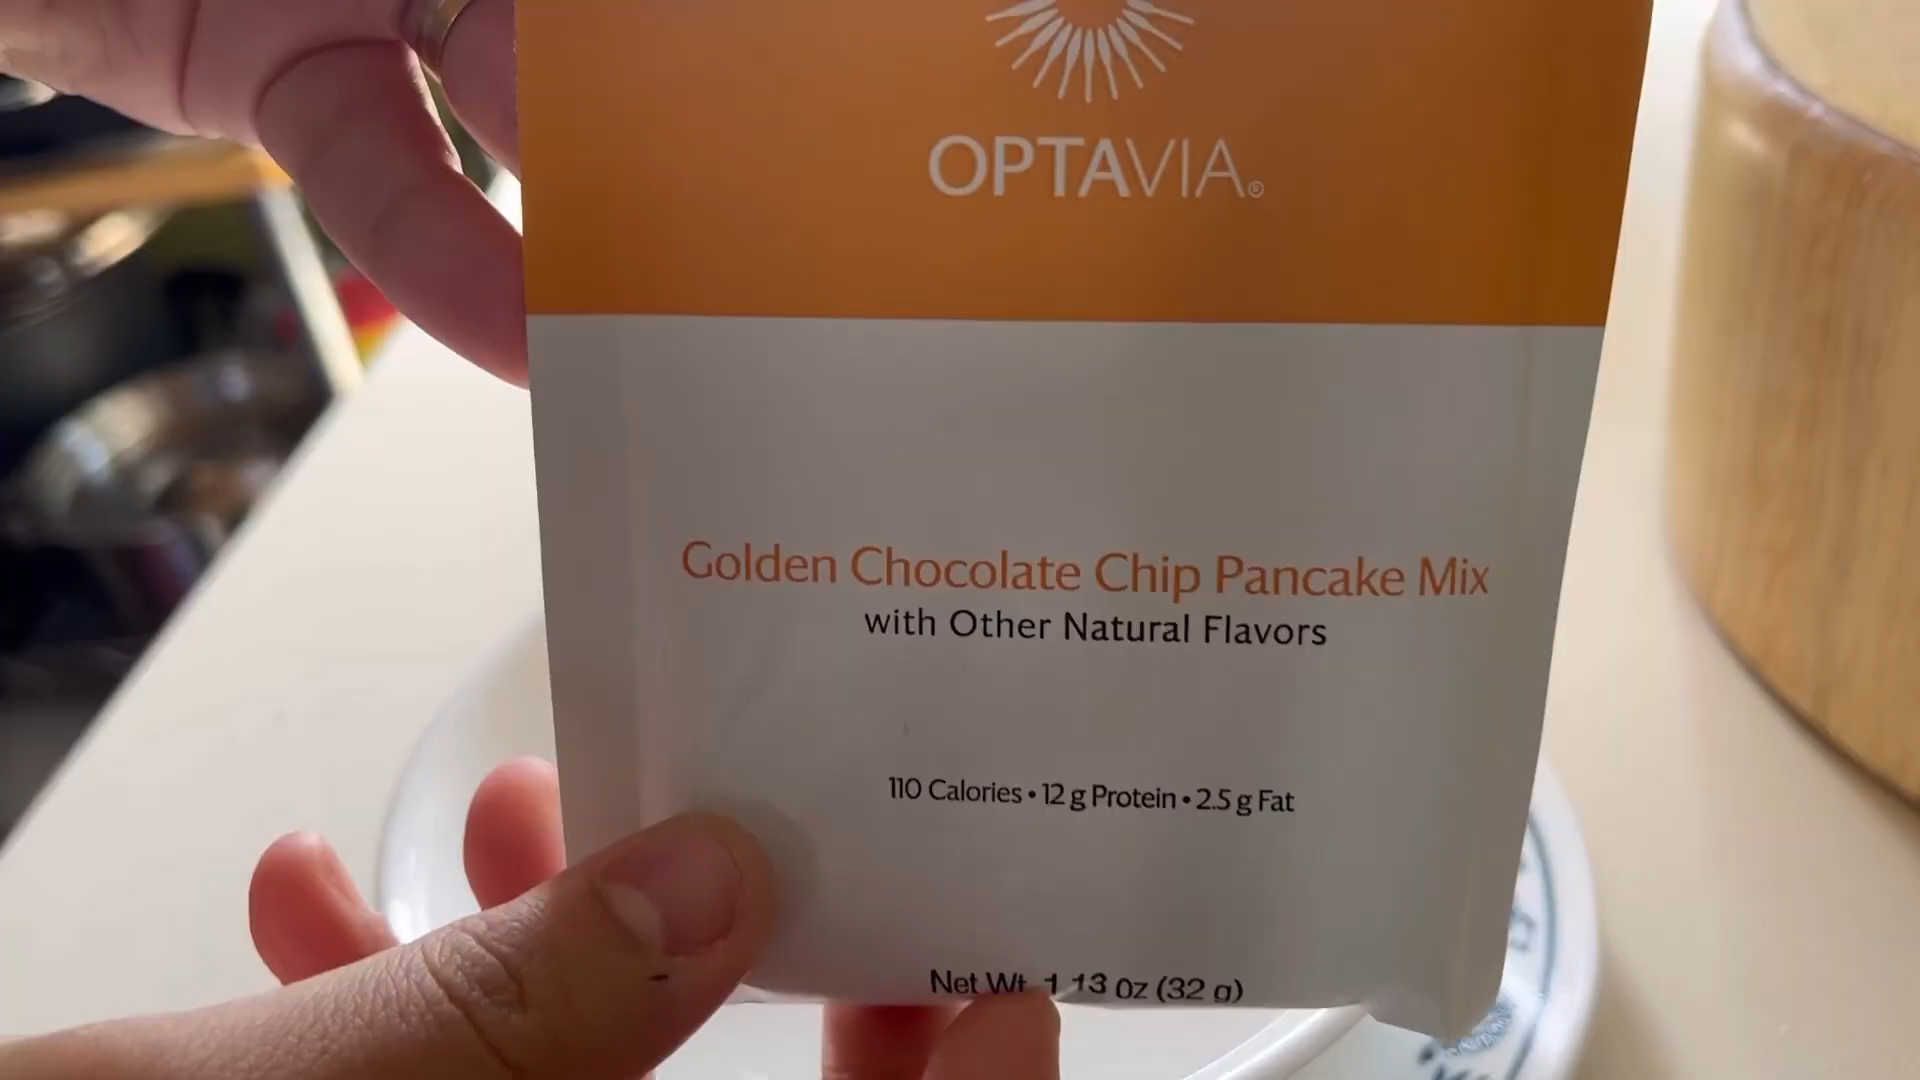 OPTAVIA®
Golden Chocolate Chip Pancake Mix
with Other Natural Flavors
110 Calories • 12 g Protein • 2.5 g Fat
Net Wt 1.13 oz (32 g)